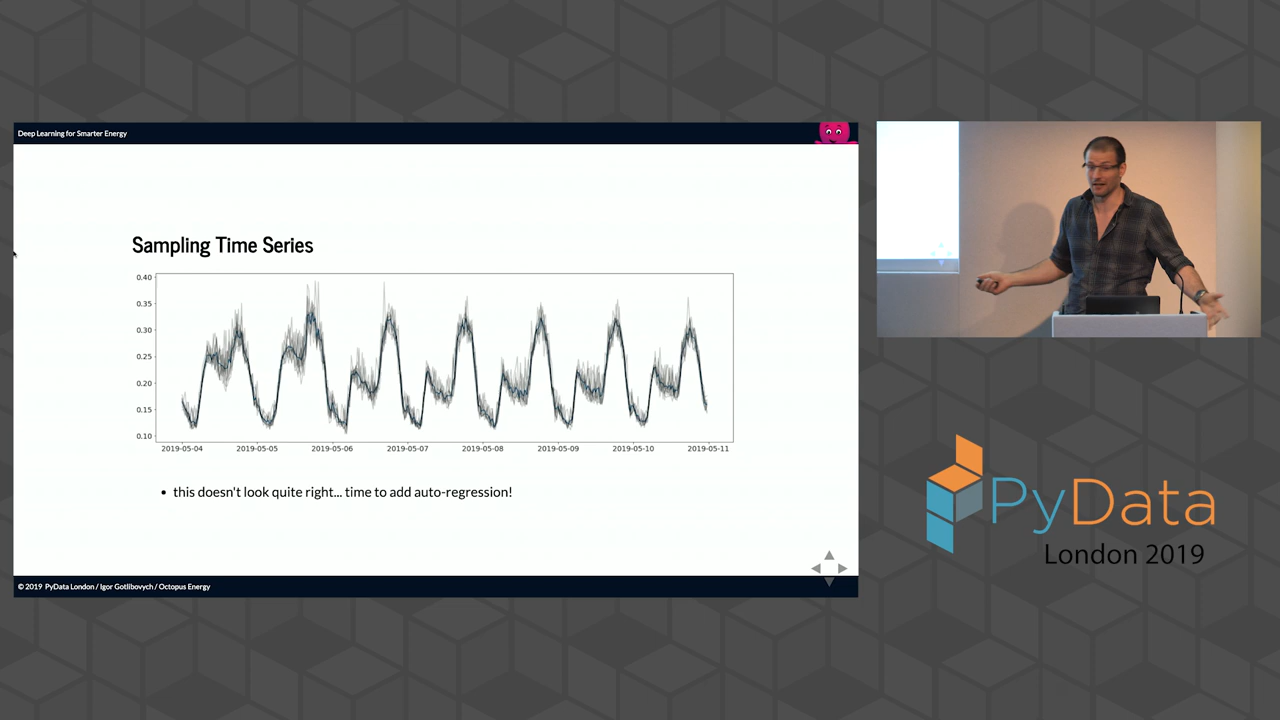 Deep Learning for Smarter Energy
Sampling Time Series
0.40
0.35
0.30
0.25
0.20
0.15
0.10
2019-05-04 2019-05-05 2019-05-06 2019-05-07 2019-05-08 2019-05-09 2019-05-10 2019-05-11
• this doesn't look quite right... time to add auto-regression!
© 2019 PyData London / Igor Gotlibovych / Octopus Energy
PyData
London 2019